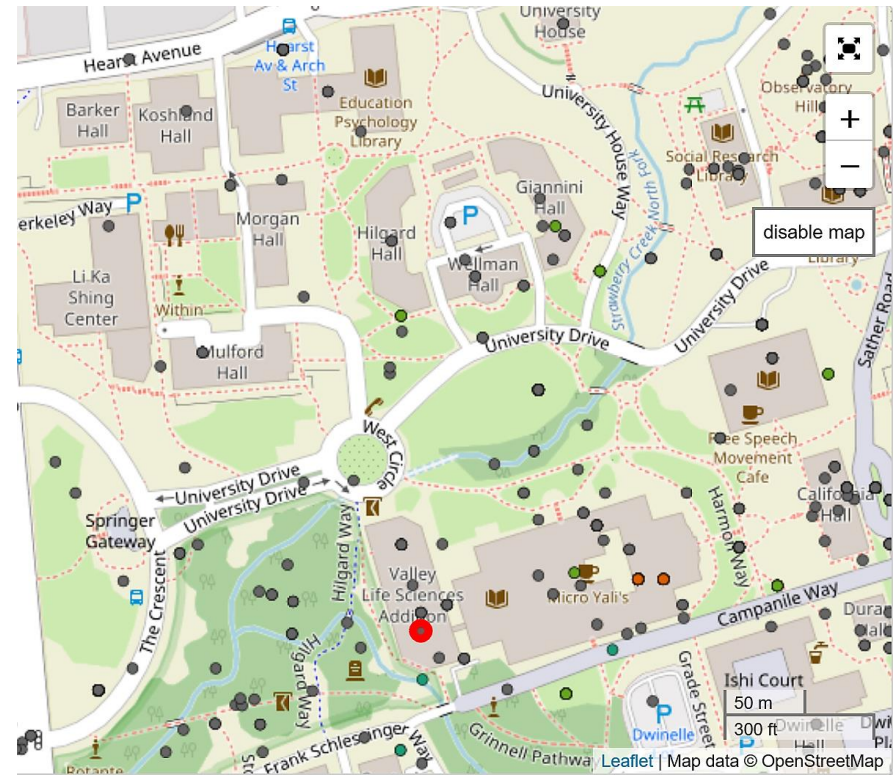 University
House
Hearst Avenue
Hearst
Av & Arch
St
Barker
Hall
Koshland
Hall
Education
Psychology
Library
University House Way
Observatory
Hill
+
−
Social Research
Library
Giannini
Hall
P
P
erkeley Way
Morgan
Hall
Hilgard
Hall
Strawberry Creek North Fork
disable map
Library
Wellman
Hall
Li Ka
Shing
Center
Within
University Drive
University Drive
Sather Road
Mulford
Hall
West Circle
Free Speech
Movement
Cafe
University Drive
University Drive
Springer
Gateway
California
Hall
Harmon Way
Hilgard Way
Valley
Life Sciences
Addition
Micro Yali's
The Crescent
Campanile Way
Hilgard Way
Ishi Court
Grade Street
50 m
300 ft
P
Dwinelle
P
Dwinelle
Hall
Frank Schlessinger Way
Grinnell Pathway
Rotante
Leaflet | Map data © OpenStreetMap